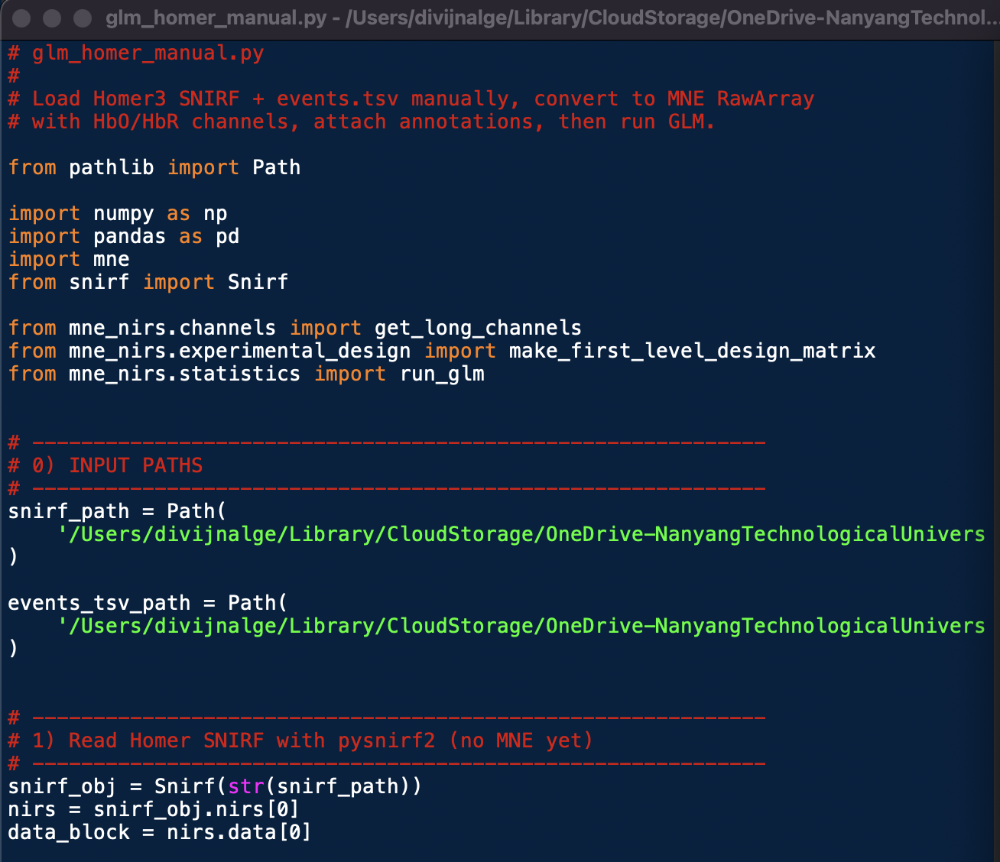 glm_homer_manual.py - /Users/divijnalge/Library/CloudStorage/OneDrive-NanyangTechnol...
# glm_homer_manual.py
#
# Load Homer3 SNIRF + events.tsv manually, convert to MNE RawArray
# with HbO/HbR channels, attach annotations, then run GLM.
from pathlib import Path
import numpy as np
import pandas as pd
import mne
from snirf import Snirf
from mne_nirs.channels import get_long_channels
from mne_nirs.experimental_design import make_first_level_design_matrix
from mne_nirs.statistics import run_glm
# ------------------------------------------------------------
# 0) INPUT PATHS
# ------------------------------------------------------------
snirf_path = Path(
    '/Users/divijnalge/Library/CloudStorage/OneDrive-NanyangTechnologicalUnivers
)
events_tsv_path = Path(
    '/Users/divijnalge/Library/CloudStorage/OneDrive-NanyangTechnologicalUnivers
)
# ------------------------------------------------------------
# 1) Read Homer SNIRF with pysnirf2 (no MNE yet)
# ------------------------------------------------------------
snirf_obj = Snirf(str(snirf_path))
nirs = snirf_obj.nirs[0]
data_block = nirs.data[0]